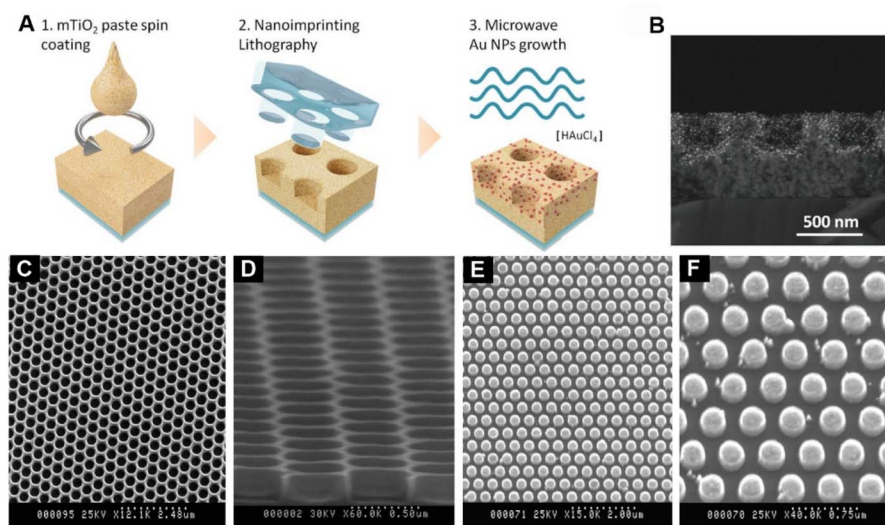 A
1. mTiO₂ paste spin
coating
2. Nanoimprinting
Lithography
3. Microwave
Au NPs growth
[HAuCl₄]
B
500 nm
C
000095 25KV X12.1K 2.48um
D
000002 30KV X60.0K 0.50um
E
000071 25KV X15.0K 2.00um
F
000070 25KV X40.0K 0.75um